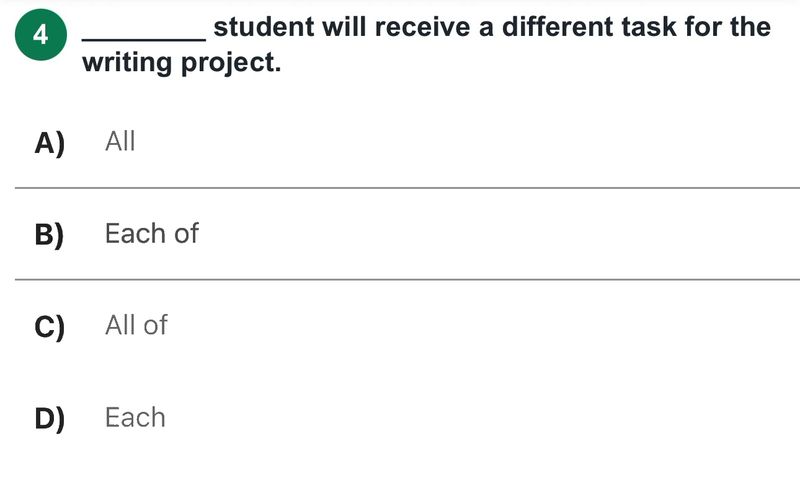 4 ________ student will receive a different task for the
writing project.
A) All
B) Each of
C) All of
D) Each